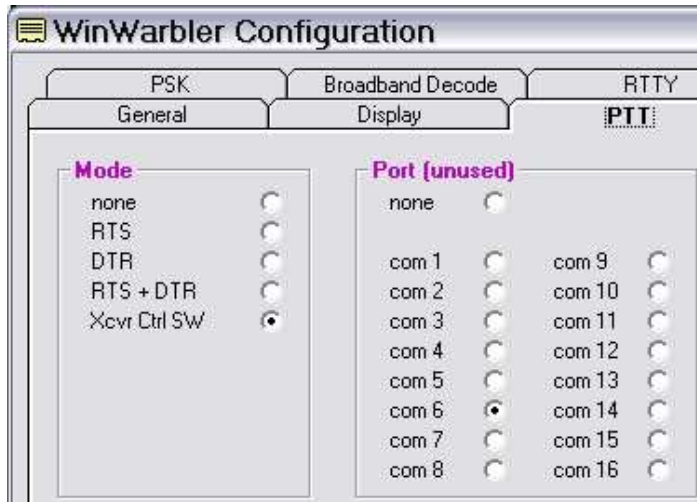 WinWarbler Configuration
PSK
Broadband Decode
RTTY
General
Display
PTT
Mode
none
RTS
DTR
RTS + DTR
Xcvr Ctrl SW
Port (unused)
none
com 1
com 2
com 3
com 4
com 5
com 6
com 7
com 8
com 9
com 10
com 11
com 12
com 13
com 14
com 15
com 16